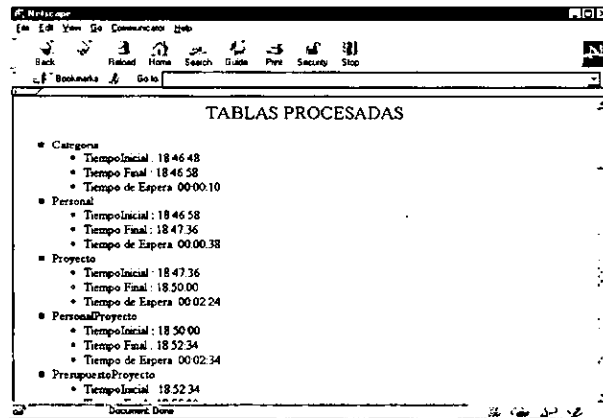 Netscape
File Edit View Go Communicator Help
Back Reload Home Search Guide Print Security Stop
Bookmarks Go to
TABLAS PROCESADAS
Categoria
TiempoInicial : 18 46 48
Tiempo Final : 18 46 58
Tiempo de Espera 00:00:10
Personal
TiempoInicial : 18 46 58
Tiempo Final : 18 47.36
Tiempo de Espera 00.00.38
Proyecto
TiempoInicial : 18 47.36
Tiempo Final : 18 50.00
Tiempo de Espera 00 02 24
PersonalProyecto
TiempoInicial : 18 50 00
Tiempo Final . 18 52:34
Tiempo de Espera 00 02:34
PresupuestoProyecto
TiempoInicial 18 52 34
Document: Done